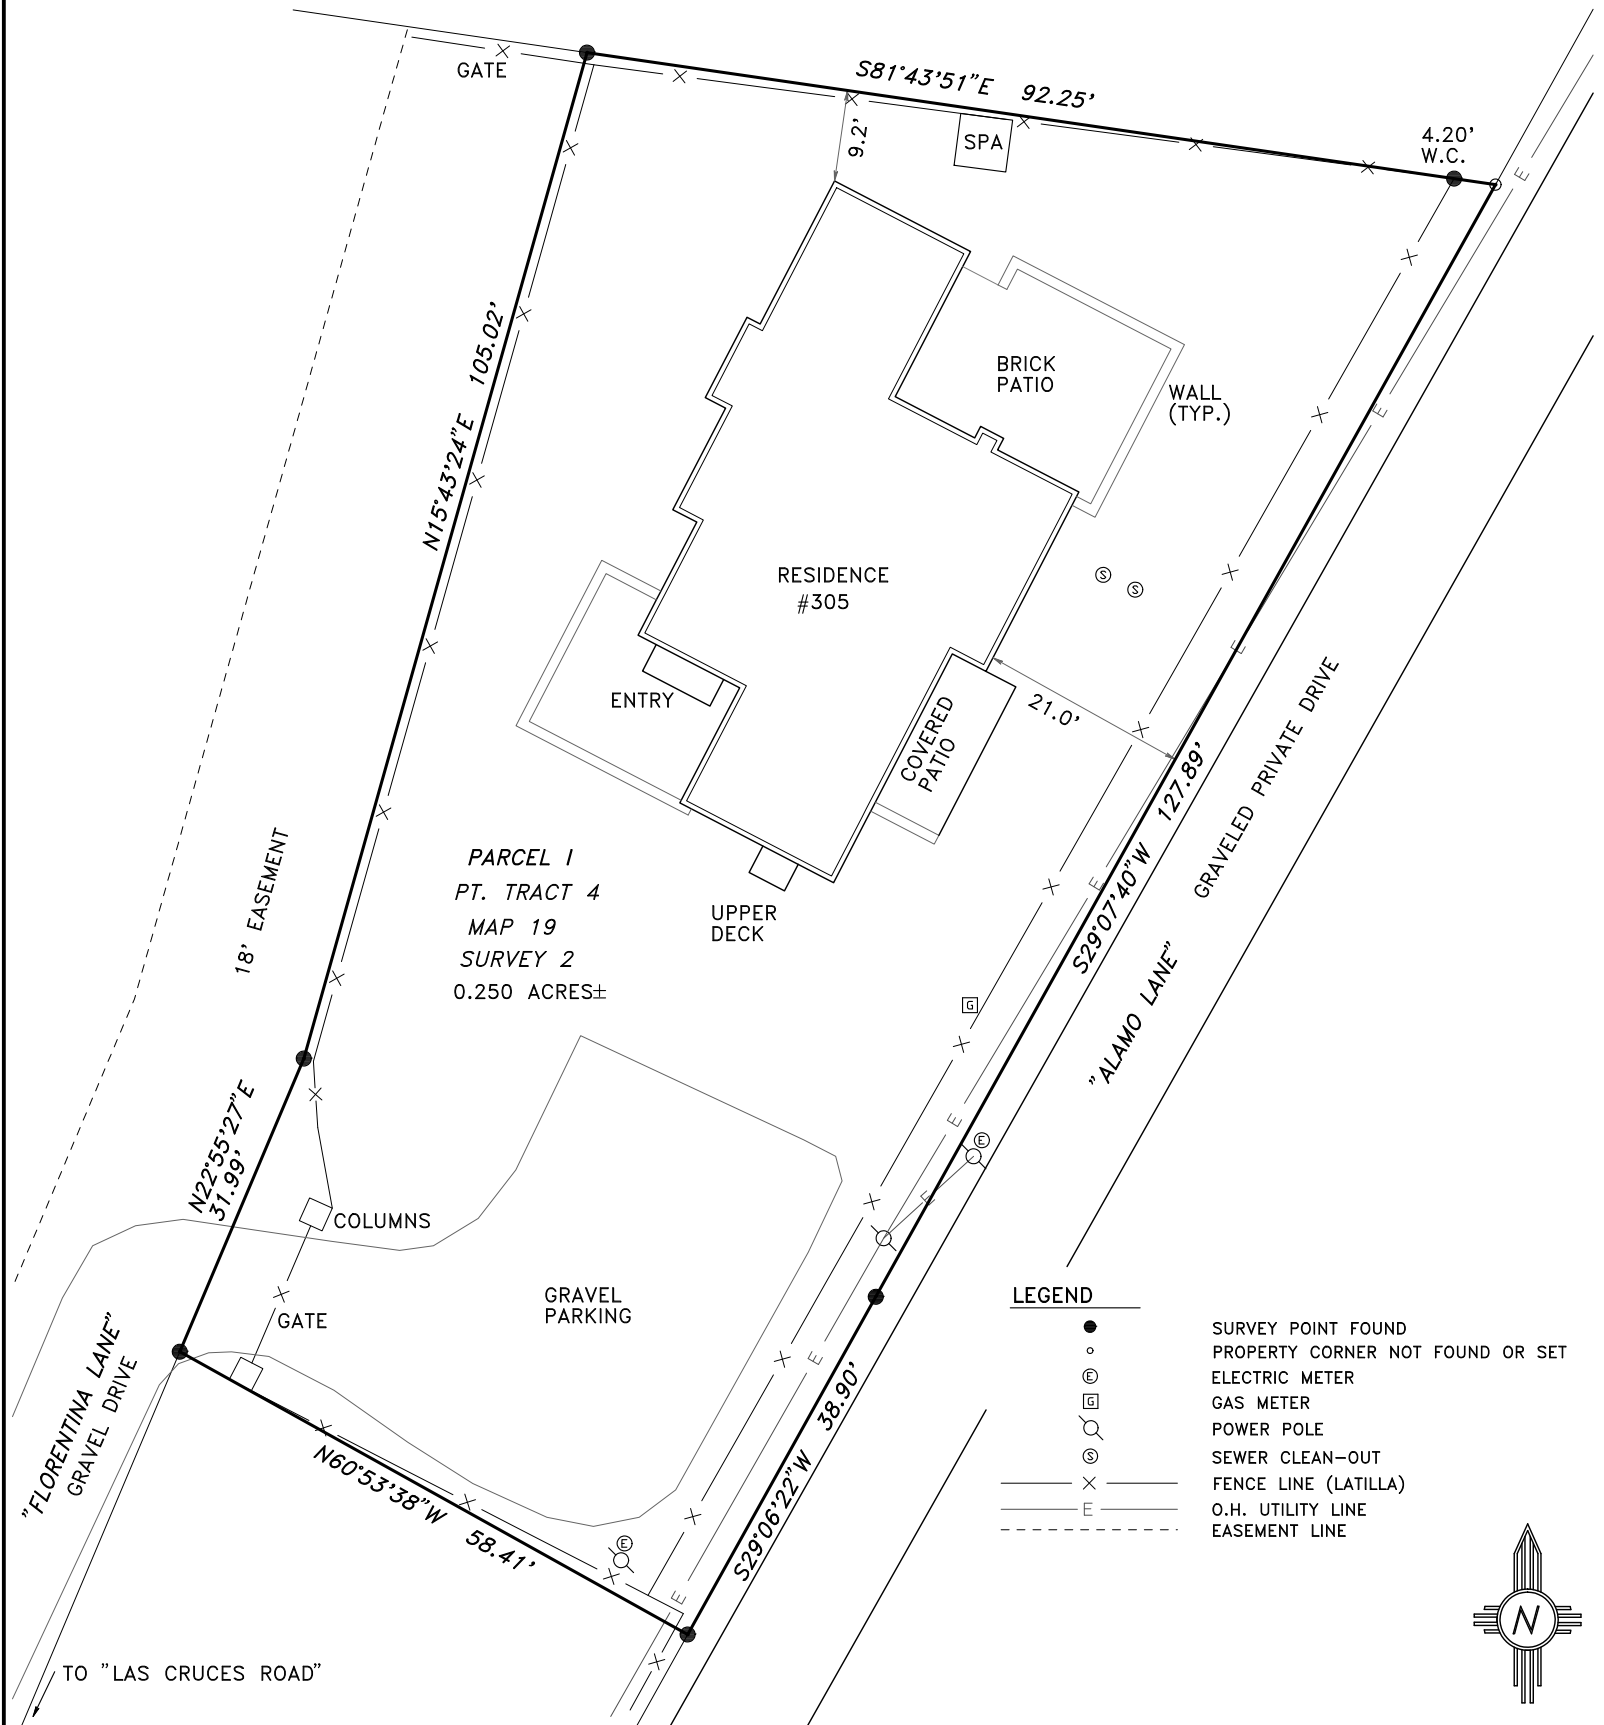 GATE
S81°43'51"E 92.25'
4.20'
W.C.
9.2'
SPA
E
N15°43'24"E 105.02'
BRICK
PATIO
WALL
(TYP.)
E
S
S
RESIDENCE
#305
E
ENTRY
21.0'
COVERED
PATIO
S29°07'40"W 127.89'
GRAVELED PRIVATE DRIVE
"ALAMO LANE"
18' EASEMENT
PARCEL I
PT. TRACT 4
MAP 19
SURVEY 2
0.250 ACRES±
UPPER
DECK
E
G
N22°55'27"E
31.99'
E
E
E
COLUMNS
GATE
GRAVEL
PARKING
"FLORENTINA LANE"
GRAVEL DRIVE
N60°53'38"W 58.41'
E
S29°06'22"W 38.90'
E
E
TO "LAS CRUCES ROAD"
LEGEND
SURVEY POINT FOUND
PROPERTY CORNER NOT FOUND OR SET
E ELECTRIC METER
G GAS METER
POWER POLE
S SEWER CLEAN-OUT
X FENCE LINE (LATILLA)
E O.H. UTILITY LINE
EASEMENT LINE
N